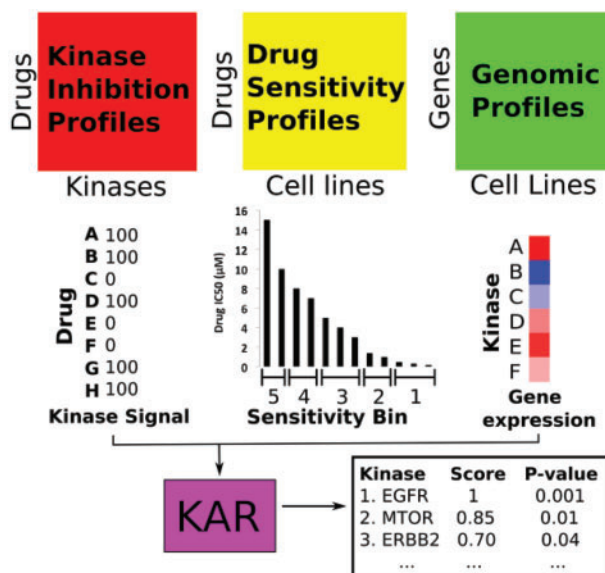 Drugs
Kinase
Inhibition
Profiles
Kinases
Drugs
Drug
Sensitivity
Profiles
Cell lines
Genes
Genomic
Profiles
Cell Lines
Drug
A 100
B 100
C 0
D 100
E 0
F 0
G 100
H 100
Kinase Signal
Drug IC50 (μM)
16
14
12
10
8
6
4
2
0
5 4 3 2 1
Sensitivity Bin
Kinase
A
B
C
D
E
F
Gene
expression
KAR
Kinase Score P-value
1. EGFR 1 0.001
2. MTOR 0.85 0.01
3. ERBB2 0.70 0.04
... ... ...